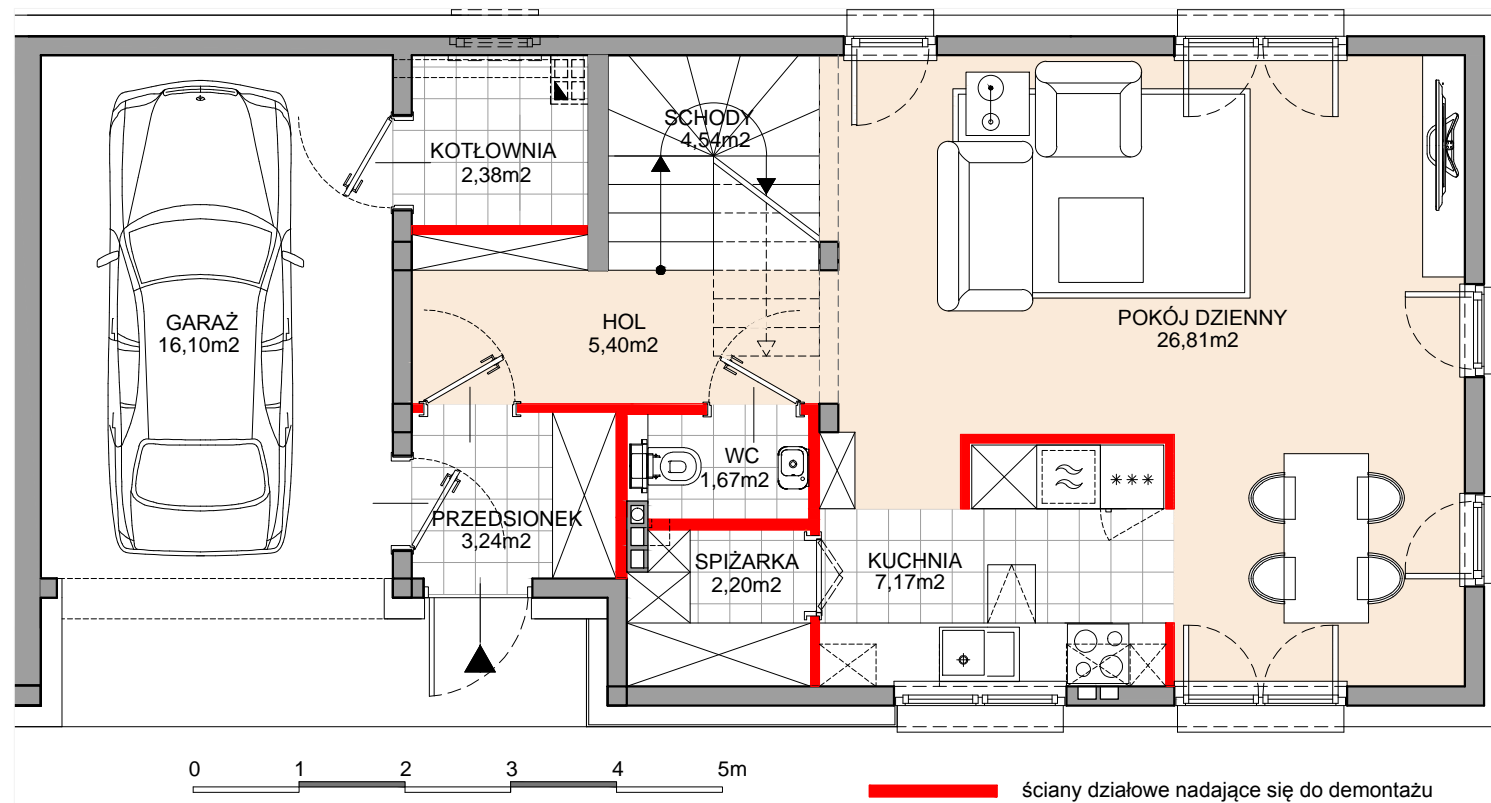 SCHODY
4,54m2
KOTŁOWNIA
2,38m2
GARAŻ
16,10m2
HOL
5,40m2
POKÓJ DZIENNY
26,81m2
WC
1,67m2
PRZEDSIONEK
3,24m2
SPIŻARKA
2,20m2
KUCHNIA
7,17m2
0 1 2 3 4 5m
ściany działowe nadające się do demontażu